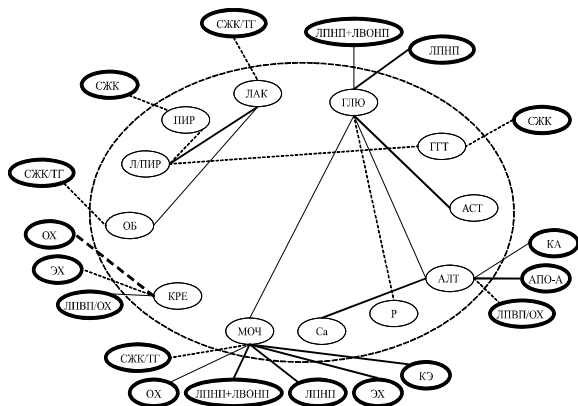 СЖК/ТГ
ЛПНП+ЛВОНП
ЛПНП
СЖК
ЛАК
ГЛЮ
ПИР
СЖК
ГГТ
Л/ПИР
СЖК/ТГ
ОБ
АСТ
ОХ
КА
ЭХ
АЛТ
АПО-А
КРЕ
ЛПВП/ОХ
Р
ЛПВП/ОХ
МОЧ
Са
СЖК/ТГ
КЭ
ОХ
ЛПНП+ЛВОНП
ЛПНП
ЭХ